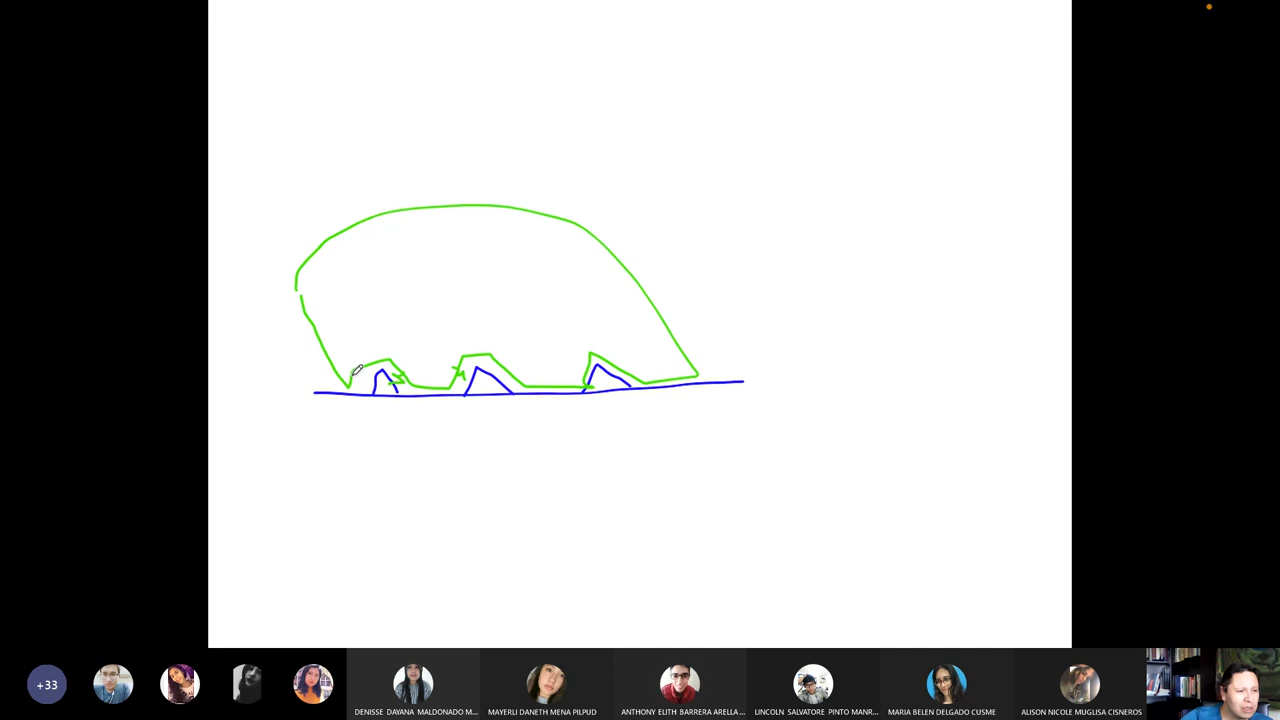 +33
DENISSE DAYANA MALDONADO M...
MAYERLI DANETH MENA PILPUD
ANTHONY ELITH BARRERA ARELLA...
LINCOLN SALVATORE PINTO MANR...
MARIA BELEN DELGADO CUSME
ALISON NICOLE MUGLISA CISNEROS